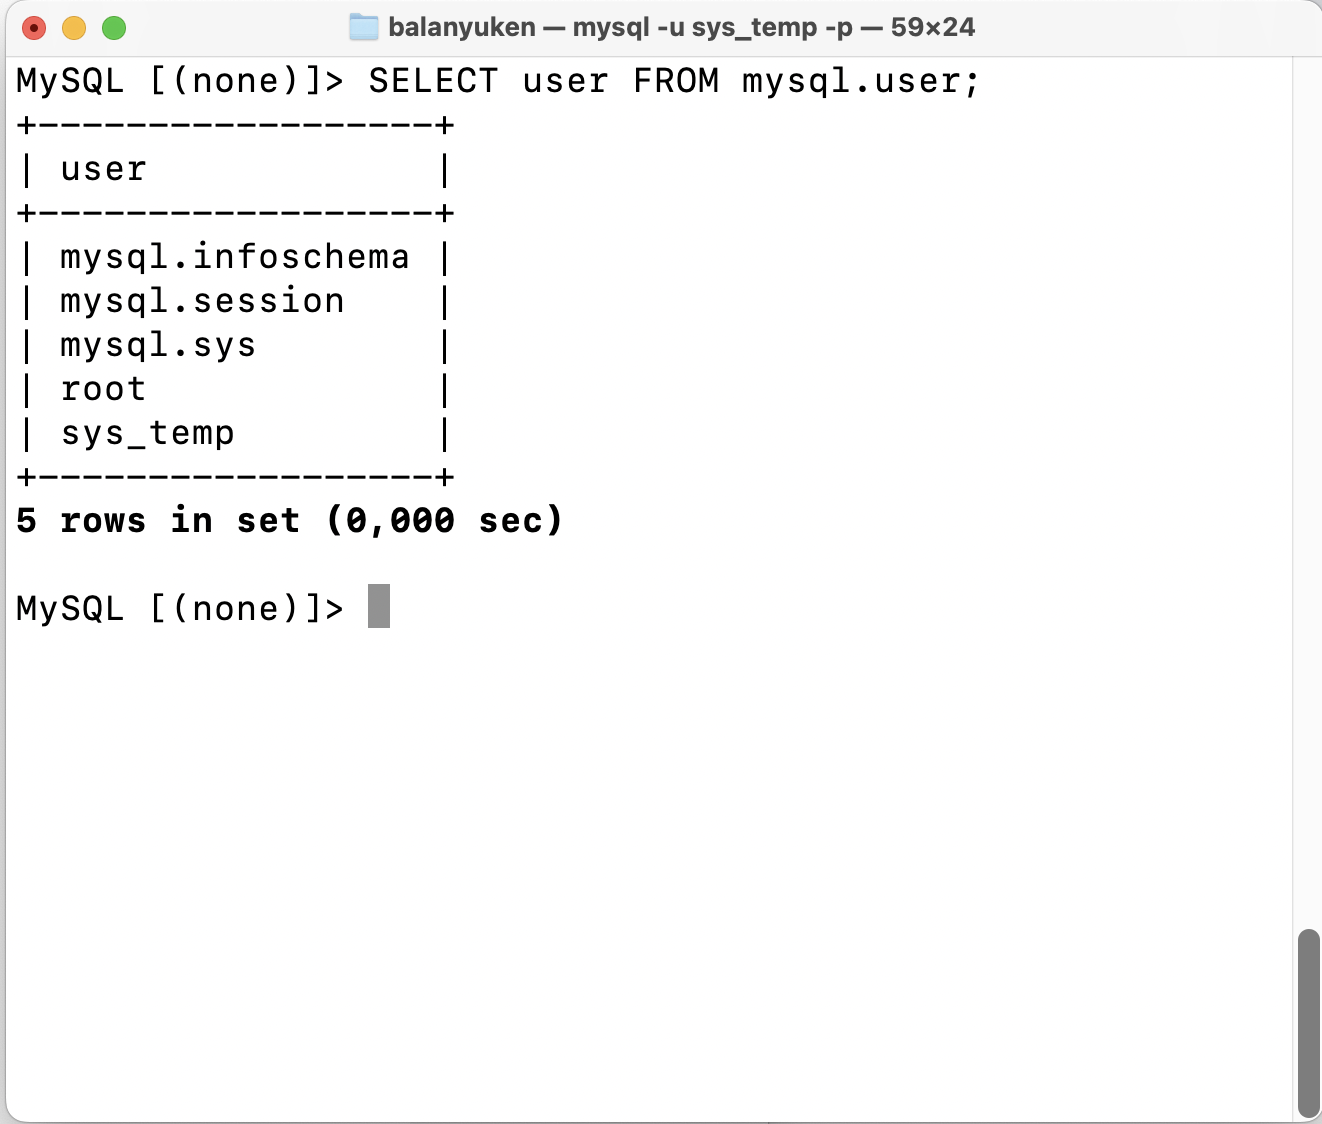 balanyuken — mysql -u sys_temp -p — 59×24
MySQL [(none)]> SELECT user FROM mysql.user;
+------------------+
| user             |
+------------------+
| mysql.infoschema |
| mysql.session    |
| mysql.sys        |
| root             |
| sys_temp         |
+------------------+
5 rows in set (0,000 sec)
MySQL [(none)]>